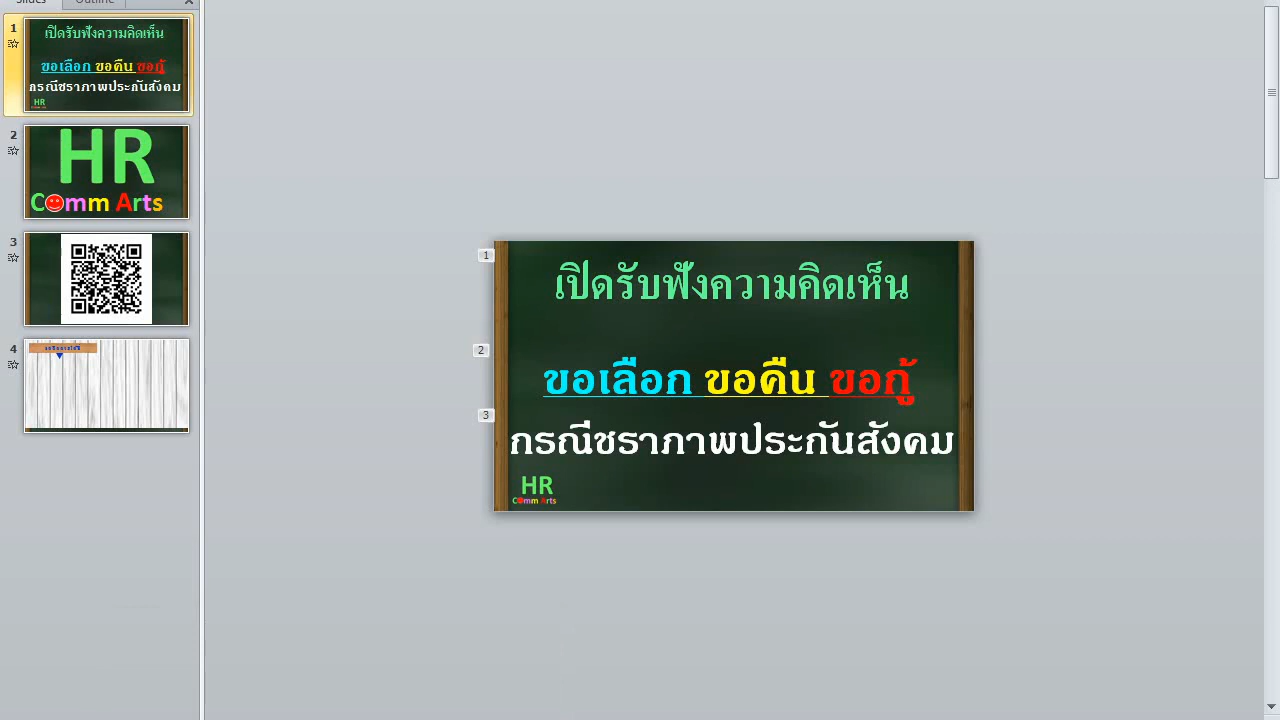 Slides
Outline
1
เปิดรับฟังความคิดเห็น
ขอเลือก ขอคืน ขอกู้
กรณีชราภาพประกันสังคม
HR
2
HR
Comm Arts
3
4
1
เปิดรับฟังความคิดเห็น
2
ขอเลือก ขอคืน ขอกู้
3
กรณีชราภาพประกันสังคม
HR
Comm Arts